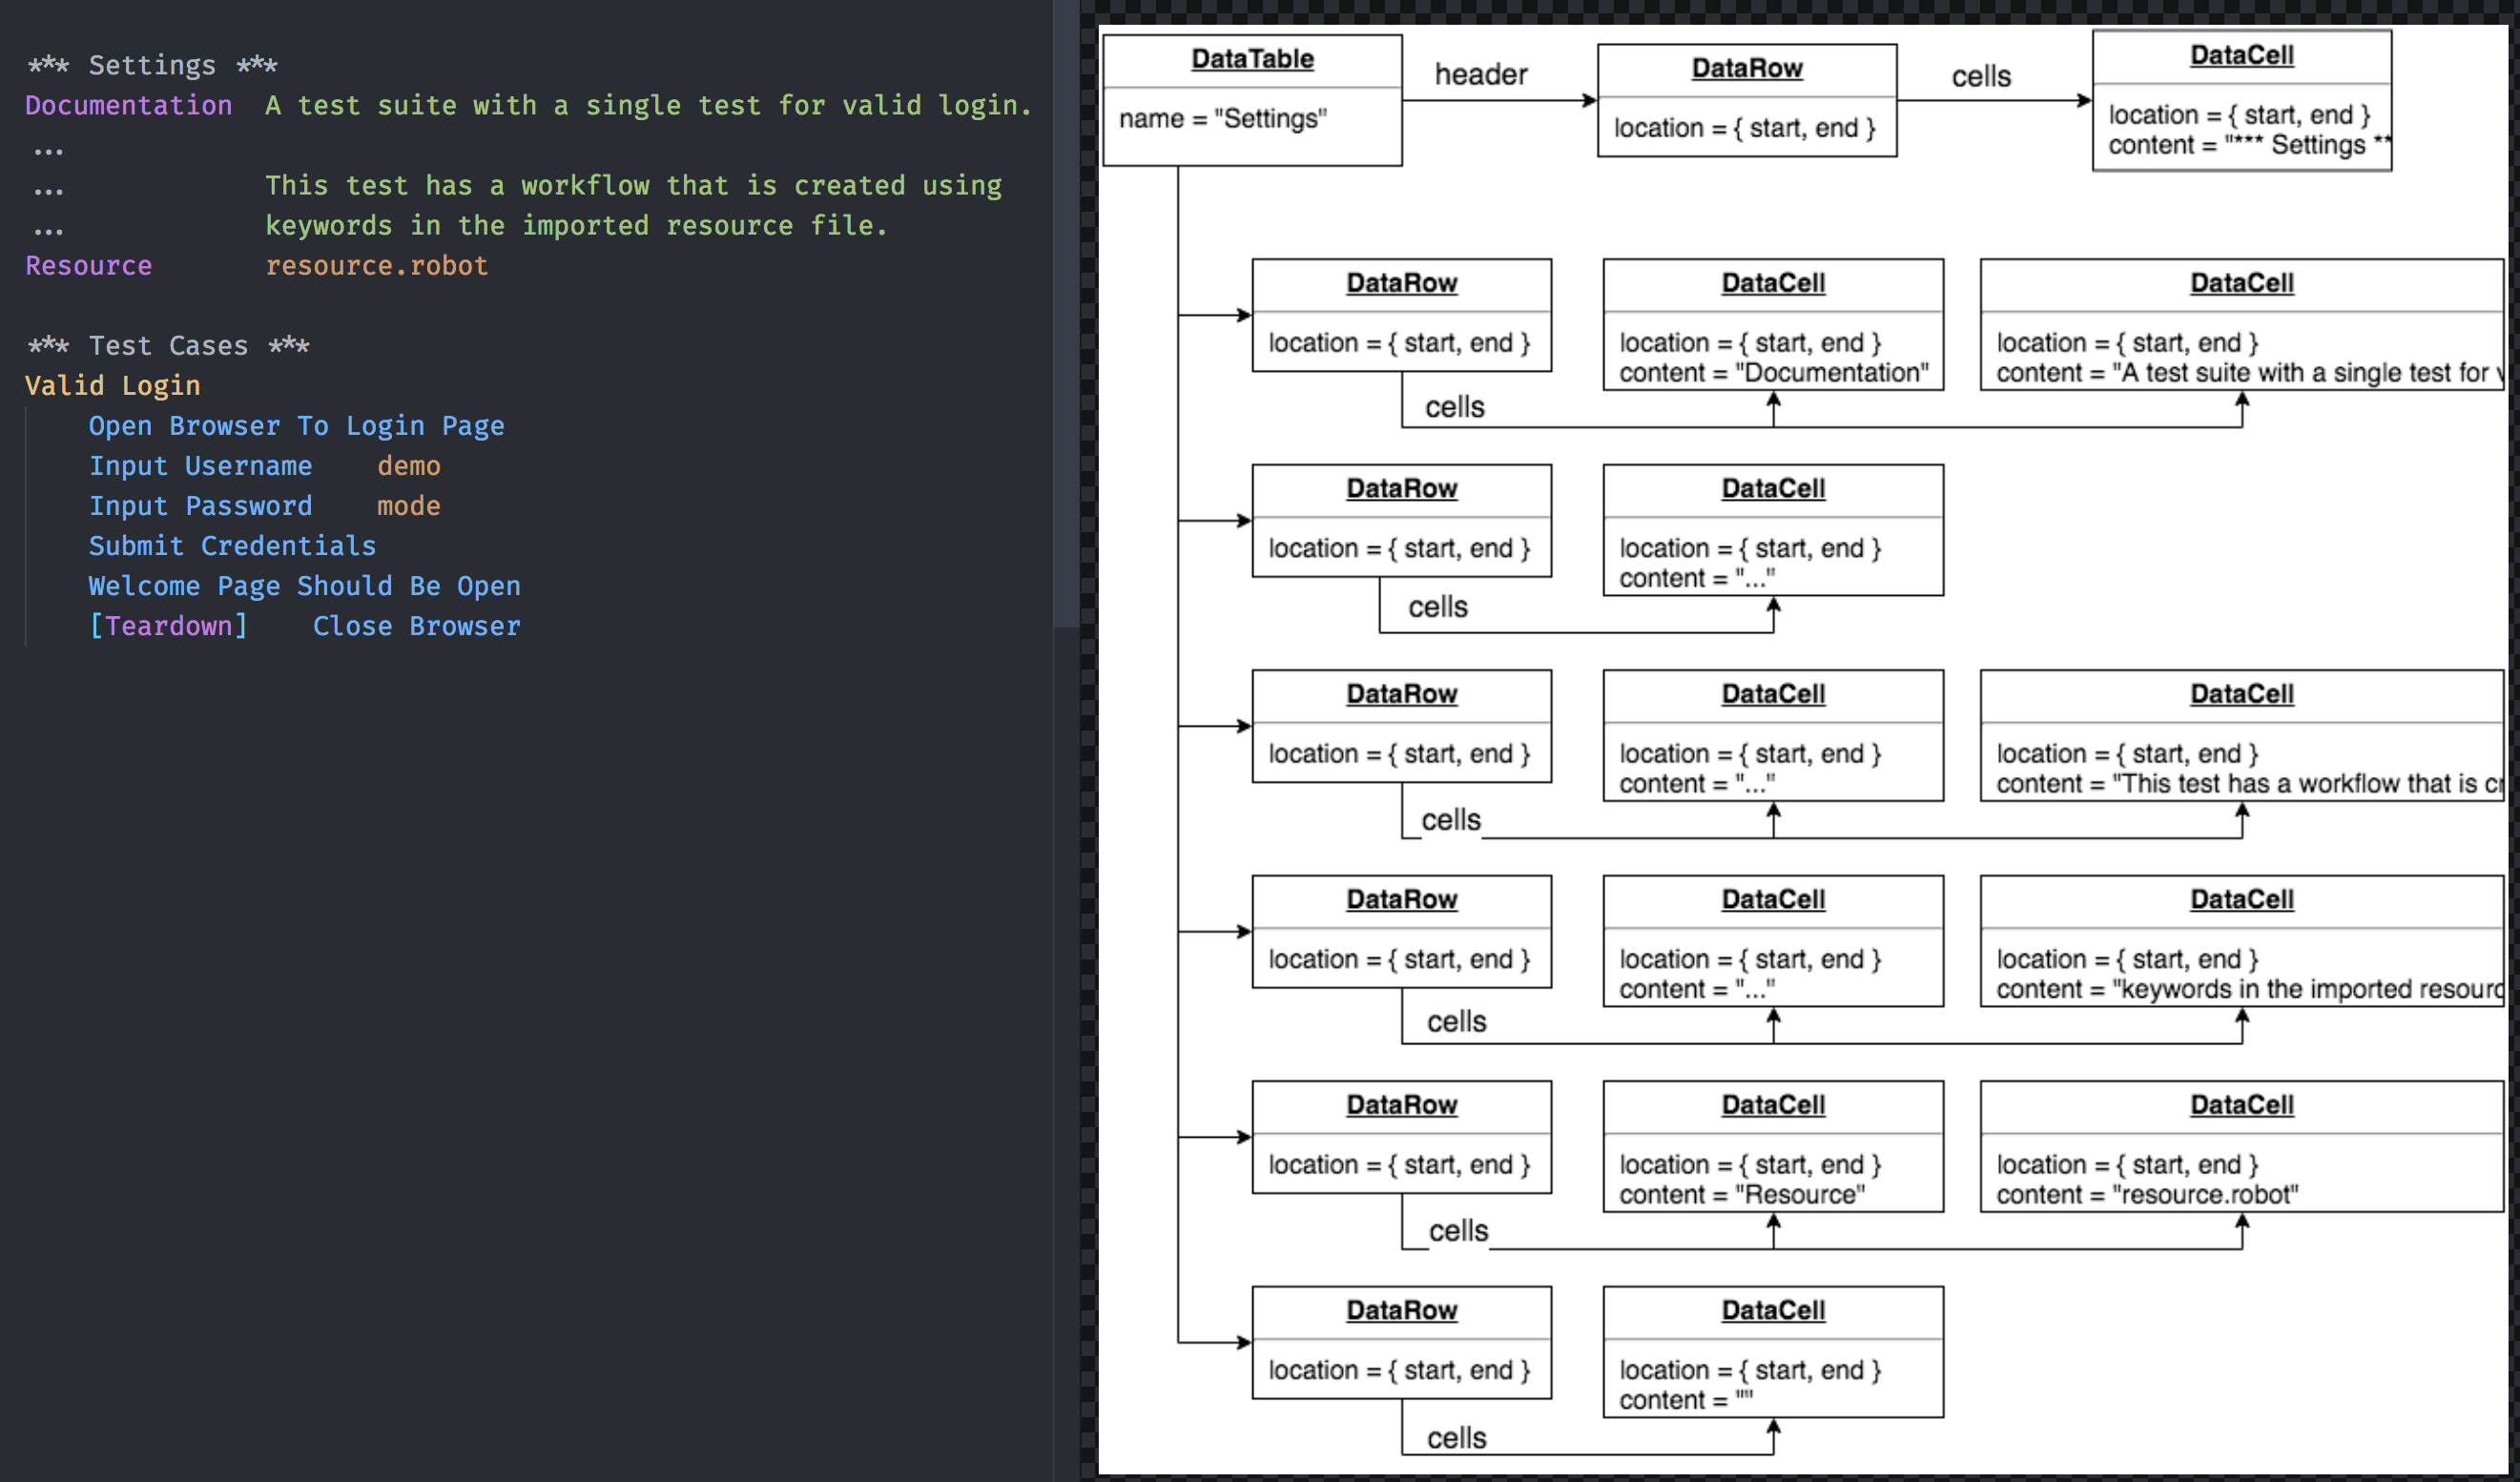 *** Settings ***
Documentation  A test suite with a single test for valid login.
...
...            This test has a workflow that is created using
...            keywords in the imported resource file.
Resource       resource.robot
*** Test Cases ***
Valid Login
Open Browser To Login Page
Input Username    demo
Input Password    mode
Submit Credentials
Welcome Page Should Be Open
[Teardown]    Close Browser
DataTable
name = "Settings"
header
DataRow
location = { start, end }
cells
DataCell
location = { start, end }
content = "*** Settings **
DataRow
location = { start, end }
cells
DataCell
location = { start, end }
content = "Documentation"
DataCell
location = { start, end }
content = "A test suite with a single test for
DataRow
location = { start, end }
cells
DataCell
location = { start, end }
content = "..."
DataRow
location = { start, end }
cells
DataCell
location = { start, end }
content = "..."
DataCell
location = { start, end }
content = "This test has a workflow that is cr
DataRow
location = { start, end }
cells
DataCell
location = { start, end }
content = "..."
DataCell
location = { start, end }
content = "keywords in the imported resourc
DataRow
location = { start, end }
cells
DataCell
location = { start, end }
content = "Resource"
DataCell
location = { start, end }
content = "resource.robot"
DataRow
location = { start, end }
cells
DataCell
location = { start, end }
content = ""